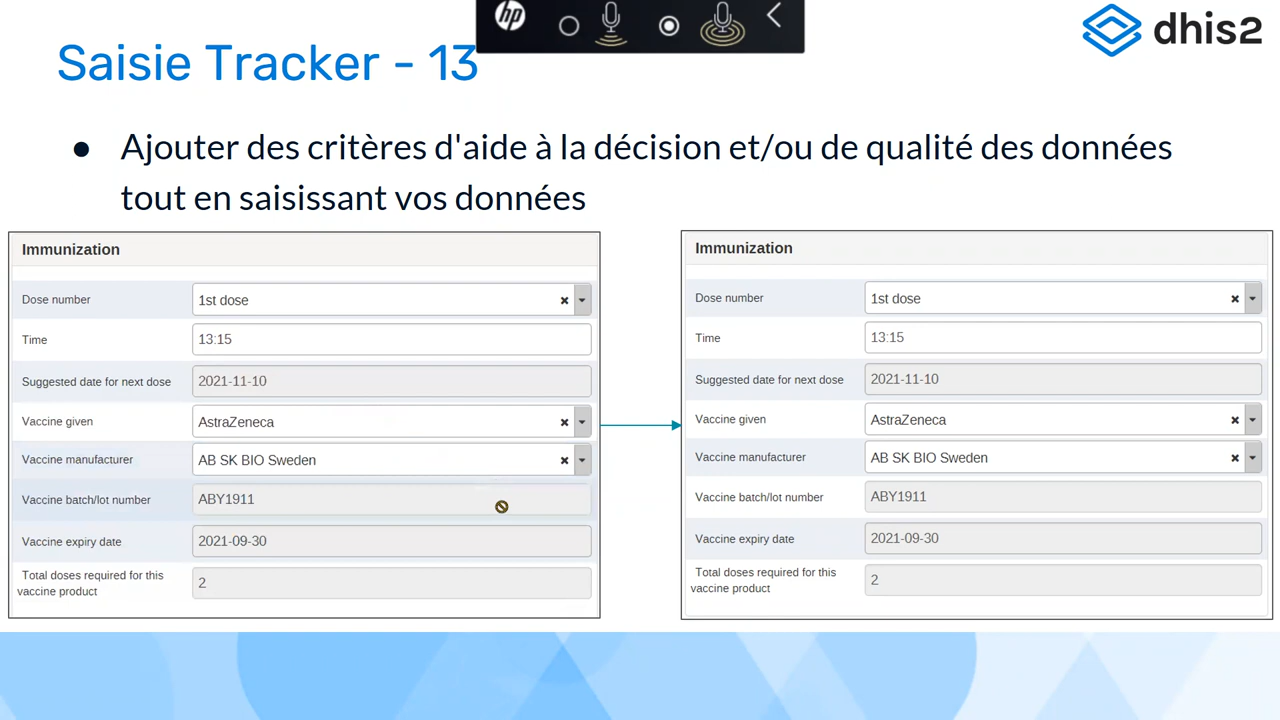 hp
dhis2
Saisie Tracker - 13
● Ajouter des critères d'aide à la décision et/ou de qualité des données
tout en saisissant vos données
Immunization
Dose number 1st dose
Time 13:15
Suggested date for next dose 2021-11-10
Vaccine given AstraZeneca
Vaccine manufacturer AB SK BIO Sweden
Vaccine batch/lot number ABY1911
Vaccine expiry date 2021-09-30
Total doses required for this
vaccine product 2
Immunization
Dose number 1st dose
Time 13:15
Suggested date for next dose 2021-11-10
Vaccine given AstraZeneca
Vaccine manufacturer AB SK BIO Sweden
Vaccine batch/lot number ABY1911
Vaccine expiry date 2021-09-30
Total doses required for this
vaccine product 2